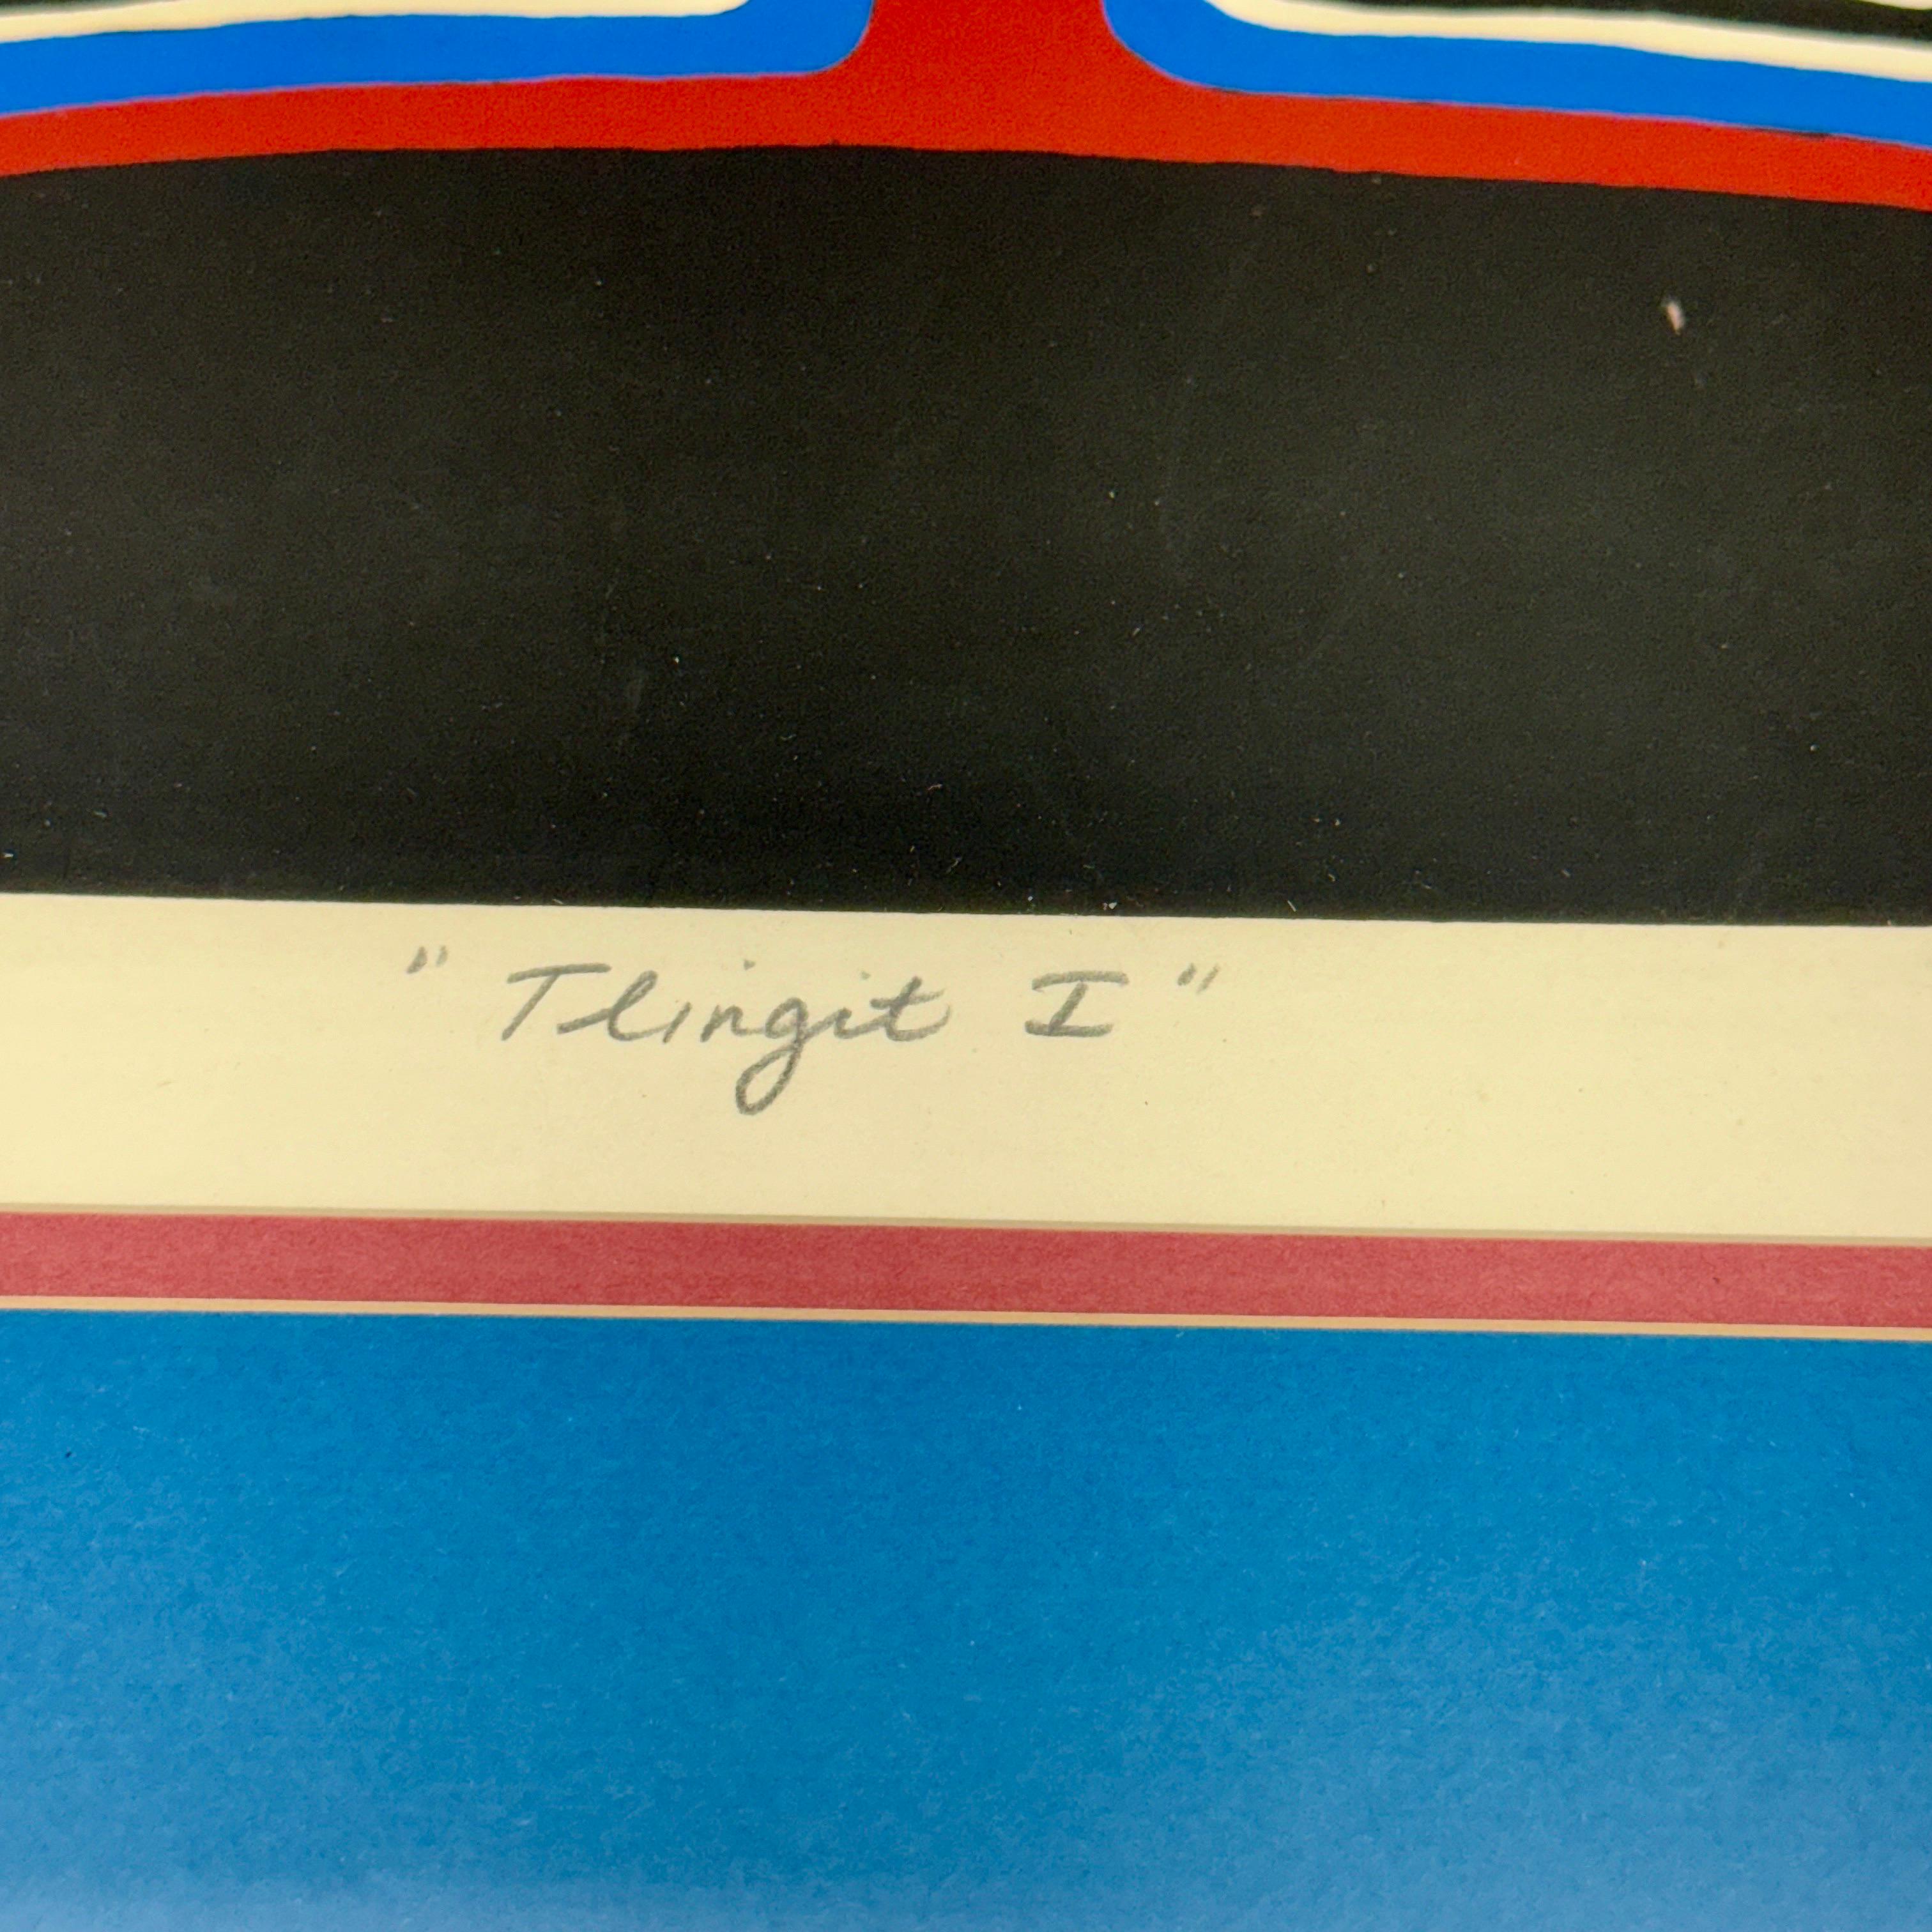 " Tlingit I "